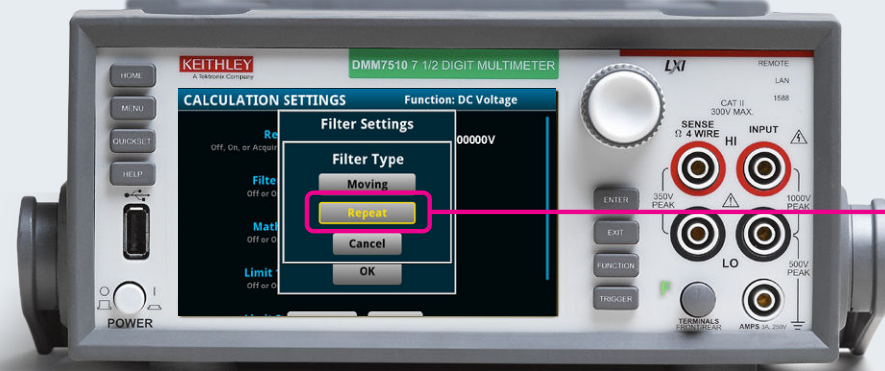 KEITHLEY
A Tektronix Company
DMM7510 7 1/2 DIGIT MULTIMETER
LXI
REMOTE
LAN
1588
HOME
MENU
QUICKSET
HELP
CALCULATION SETTINGS
Function: DC Voltage
Filter Settings
Re
00000V
Off, On, or Acquir
Filter Type
Filte
Moving
Off or O
Repeat
Mat
Off or O
Cancel
Limit
OK
Off or O
ENTER
EXIT
FUNCTION
TRIGGER
CAT II
300V MAX.
SENSE
Ω 4 WIRE
HI
INPUT
350V
PEAK
1000V
PEAK
LO
500V
PEAK
POWER
TERMINALS
FRONT/REAR
AMPS 3A, 250V